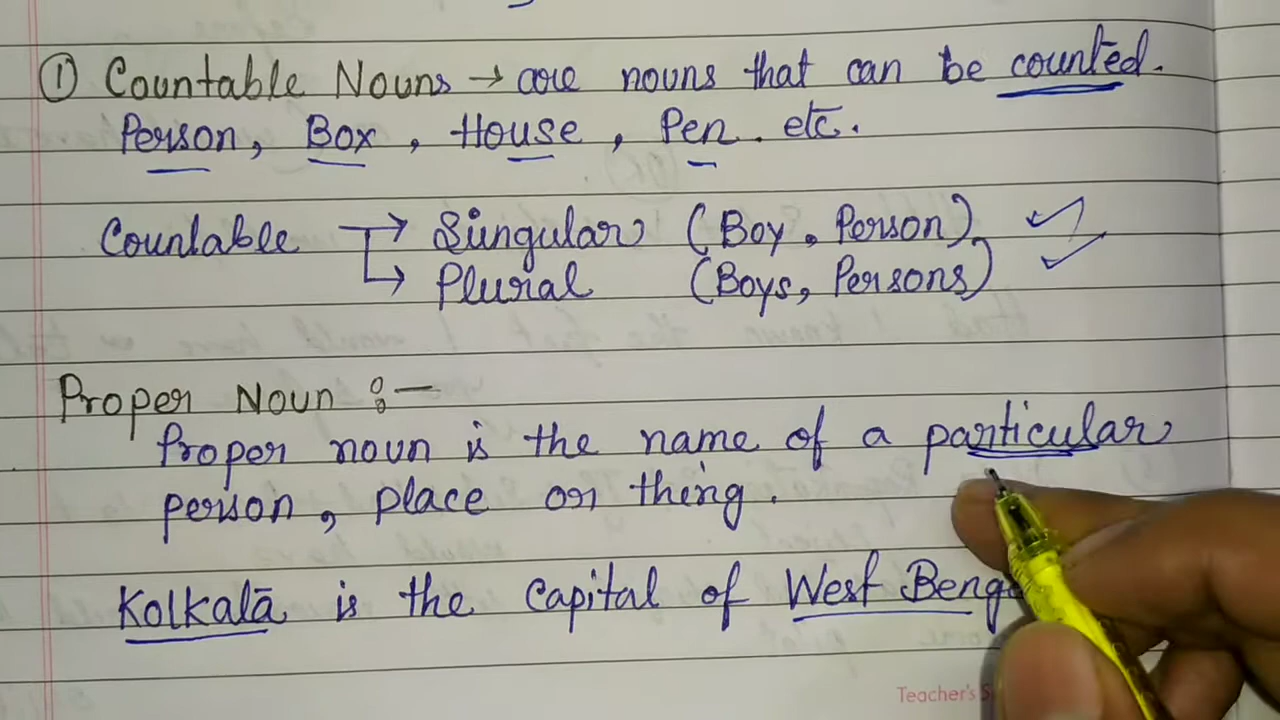 ① Countable Nouns → are nouns that can be counted.
Person, Box, House, Pen. etc.
Countable → Singular (Boy, Person) ✓
→ Plural (Boys, Persons) ✓
Proper Noun :—
Proper noun is the name of a particular
person, place or thing.
Kolkata is the capital of West Beng
Teacher's S